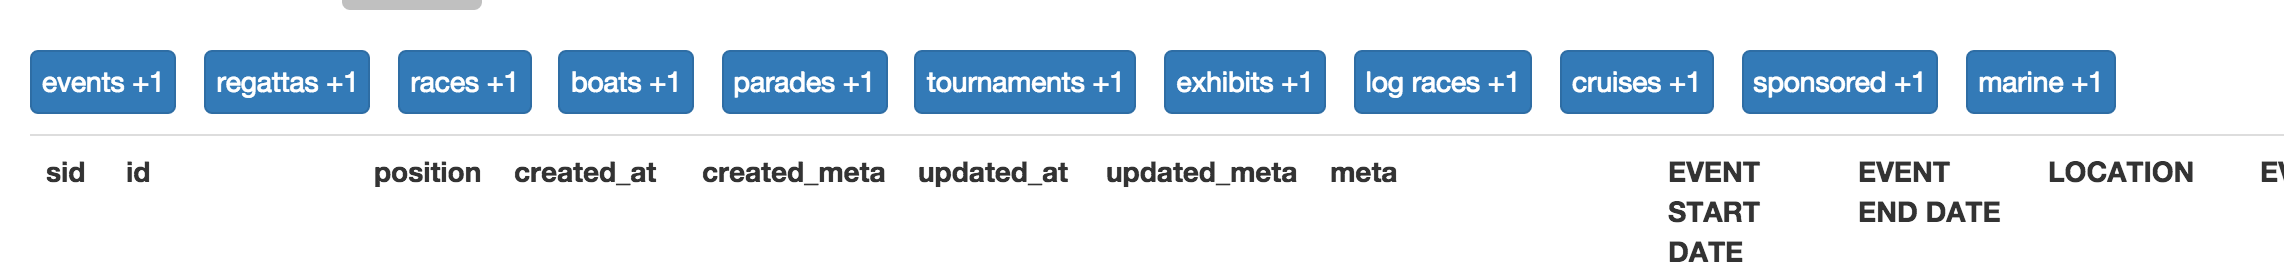 events +1 regattas +1 races +1 boats +1 parades +1 tournaments +1 exhibits +1 log races +1 cruises +1 sponsored +1 marine +1
sid id position created_at created_meta updated_at updated_meta meta EVENT EVENT LOCATION
START END DATE
DATE